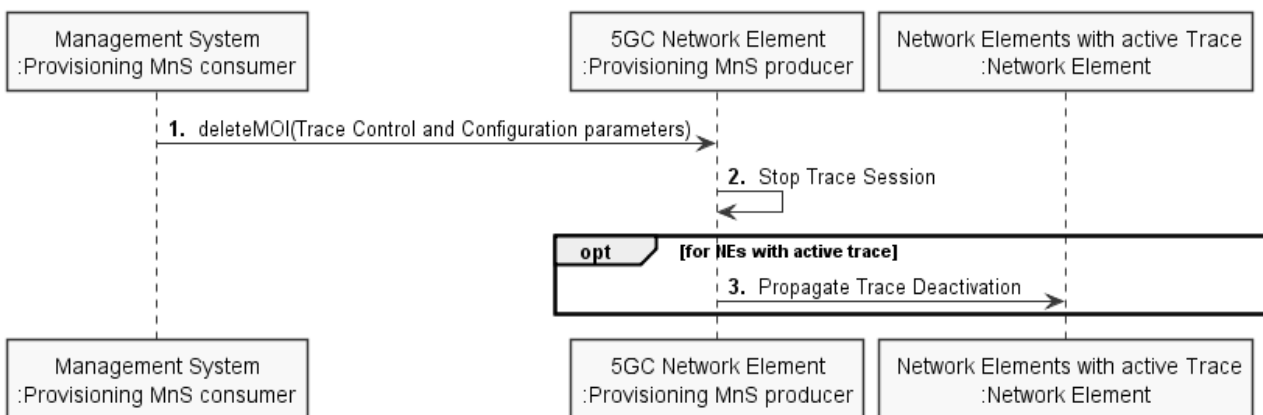 Management System
:Provisioning MnS consumer
5GC Network Element
:Provisioning MnS producer
Network Elements with active Trace
:Network Element
1. deleteMOI(Trace Control and Configuration parameters)
2. Stop Trace Session
opt [for NEs with active trace]
3. Propagate Trace Deactivation
Management System
:Provisioning MnS consumer
5GC Network Element
:Provisioning MnS producer
Network Elements with active Trace
:Network Element